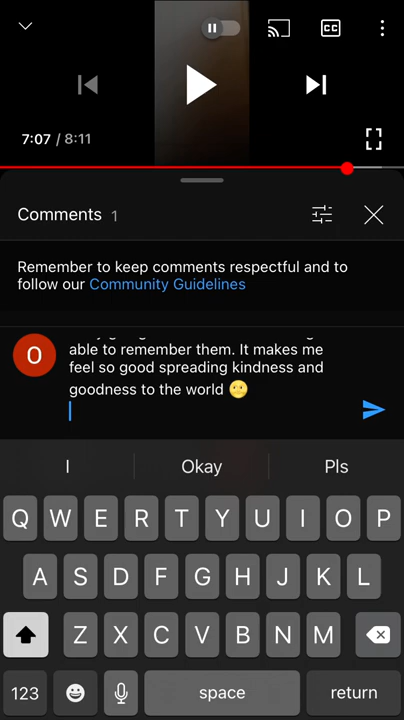 CC
7:07 / 8:11
Comments 1
Remember to keep comments respectful and to
follow our Community Guidelines
O
able to remember them. It makes me
feel so good spreading kindness and
goodness to the world 🤭
I Okay Pls
Q W E R T Y U I O P
A S D F G H J K L
Z X C V B N M
123 space return